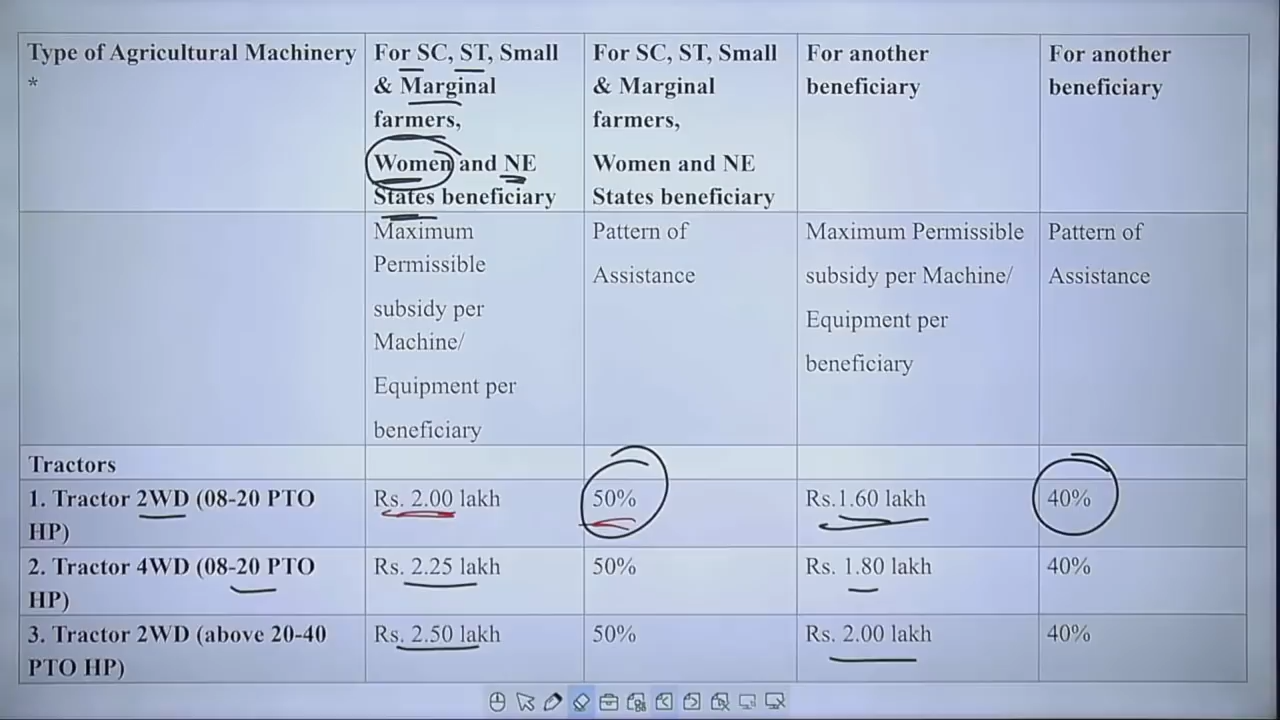 Type of Agricultural Machinery
*
For SC, ST, Small
& Marginal
farmers,
Women and NE
States beneficiary
For SC, ST, Small
& Marginal
farmers,
Women and NE
States beneficiary
For another
beneficiary
For another
beneficiary
Maximum
Permissible
subsidy per
Machine/
Equipment per
beneficiary
Pattern of
Assistance
Maximum Permissible
subsidy per Machine/
Equipment per
beneficiary
Pattern of
Assistance
Tractors
1. Tractor 2WD (08-20 PTO
HP)
Rs. 2.00 lakh
50%
Rs.1.60 lakh
40%
2. Tractor 4WD (08-20 PTO
HP)
Rs. 2.25 lakh
50%
Rs. 1.80 lakh
40%
3. Tractor 2WD (above 20-40
PTO HP)
Rs. 2.50 lakh
50%
Rs. 2.00 lakh
40%